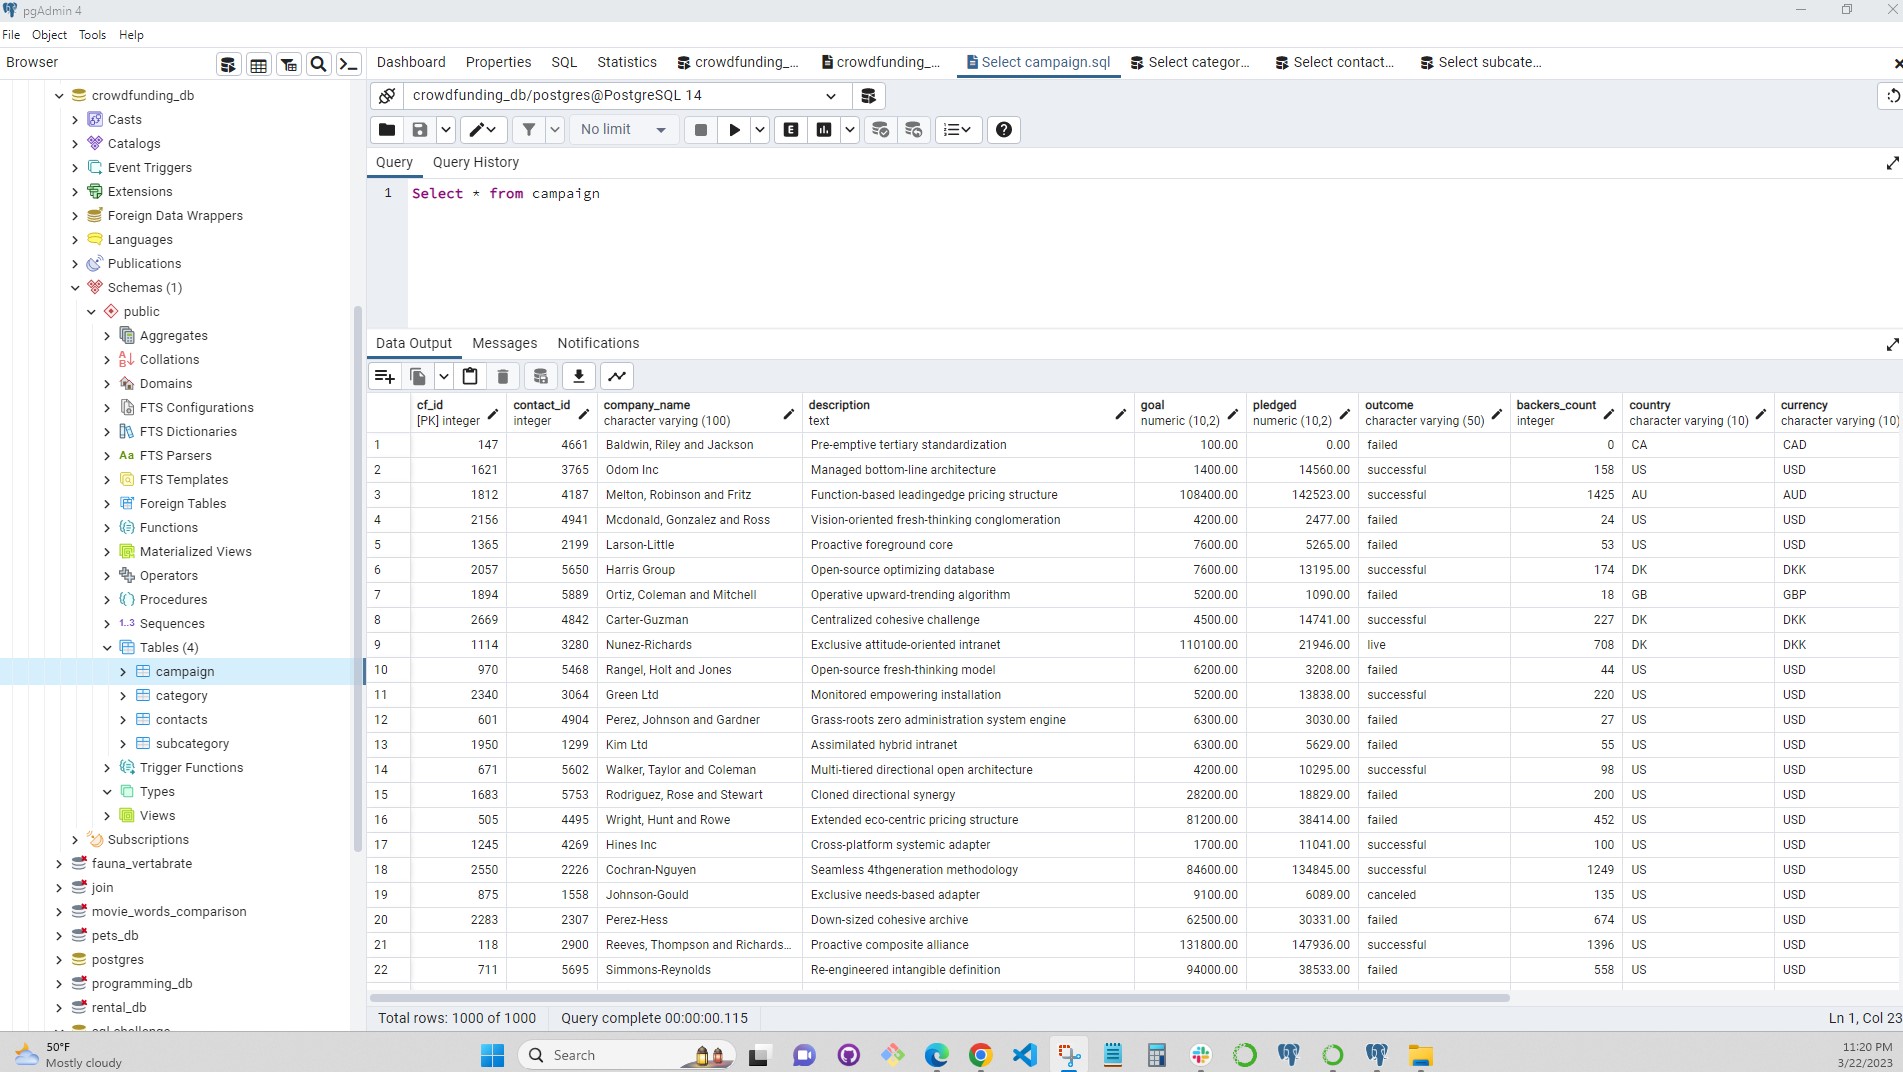 pgAdmin 4
File Object Tools Help
Browser
Dashboard Properties SQL Statistics crowdfunding_... crowdfunding_... Select campaign.sql Select categor... Select contact... Select subcate...
crowdfunding_db/postgres@PostgreSQL 14
No limit
Query Query History
1 Select * from campaign
crowdfunding_db
Casts
Catalogs
Event Triggers
Extensions
Foreign Data Wrappers
Languages
Publications
Schemas (1)
public
Aggregates
Collations
Domains
FTS Configurations
FTS Dictionaries
Aa FTS Parsers
FTS Templates
Foreign Tables
Functions
Materialized Views
Operators
Procedures
1..3 Sequences
Tables (4)
campaign
category
contacts
subcategory
Trigger Functions
Types
Views
Subscriptions
fauna_vertabrate
join
movie_words_comparison
pets_db
postgres
programming_db
rental_db
Data Output Messages Notifications
cf_id contact_id company_name description goal pledged outcome backers_count country currency
[PK] integer integer character varying (100) text numeric (10,2) numeric (10,2) character varying (50) integer character varying (10) character varying (10)
1 147 4661 Baldwin, Riley and Jackson Pre-emptive tertiary standardization 100.00 0.00 failed 0 CA CAD
2 1621 3765 Odom Inc Managed bottom-line architecture 1400.00 14560.00 successful 158 US USD
3 1812 4187 Melton, Robinson and Fritz Function-based leadingedge pricing structure 108400.00 142523.00 successful 1425 AU AUD
4 2156 4941 Mcdonald, Gonzalez and Ross Vision-oriented fresh-thinking conglomeration 4200.00 2477.00 failed 24 US USD
5 1365 2199 Larson-Little Proactive foreground core 7600.00 5265.00 failed 53 US USD
6 2057 5650 Harris Group Open-source optimizing database 7600.00 13195.00 successful 174 DK DKK
7 1894 5889 Ortiz, Coleman and Mitchell Operative upward-trending algorithm 5200.00 1090.00 failed 18 GB GBP
8 2669 4842 Carter-Guzman Centralized cohesive challenge 4500.00 14741.00 successful 227 DK DKK
9 1114 3280 Nunez-Richards Exclusive attitude-oriented intranet 110100.00 21946.00 live 708 DK DKK
10 970 5468 Rangel, Holt and Jones Open-source fresh-thinking model 6200.00 3208.00 failed 44 US USD
11 2340 3064 Green Ltd Monitored empowering installation 5200.00 13838.00 successful 220 US USD
12 601 4904 Perez, Johnson and Gardner Grass-roots zero administration system engine 6300.00 3030.00 failed 27 US USD
13 1950 1299 Kim Ltd Assimilated hybrid intranet 6300.00 5629.00 failed 55 US USD
14 671 5602 Walker, Taylor and Coleman Multi-tiered directional open architecture 4200.00 10295.00 successful 98 US USD
15 1683 5753 Rodriguez, Rose and Stewart Cloned directional synergy 28200.00 18829.00 failed 200 US USD
16 505 4495 Wright, Hunt and Rowe Extended eco-centric pricing structure 81200.00 38414.00 failed 452 US USD
17 1245 4269 Hines Inc Cross-platform systemic adapter 1700.00 11041.00 successful 100 US USD
18 2550 2226 Cochran-Nguyen Seamless 4thgeneration methodology 84600.00 134845.00 successful 1249 US USD
19 875 1558 Johnson-Gould Exclusive needs-based adapter 9100.00 6089.00 canceled 135 US USD
20 2283 2307 Perez-Hess Down-sized cohesive archive 62500.00 30331.00 failed 674 US USD
21 118 2900 Reeves, Thompson and Richards... Proactive composite alliance 131800.00 147936.00 successful 1396 US USD
22 711 5695 Simmons-Reynolds Re-engineered intangible definition 94000.00 38533.00 failed 558 US USD
Total rows: 1000 of 1000 Query complete 00:00:00.115 Ln 1, Col 23
50°F
Mostly cloudy
Search
11:20 PM
3/22/2023